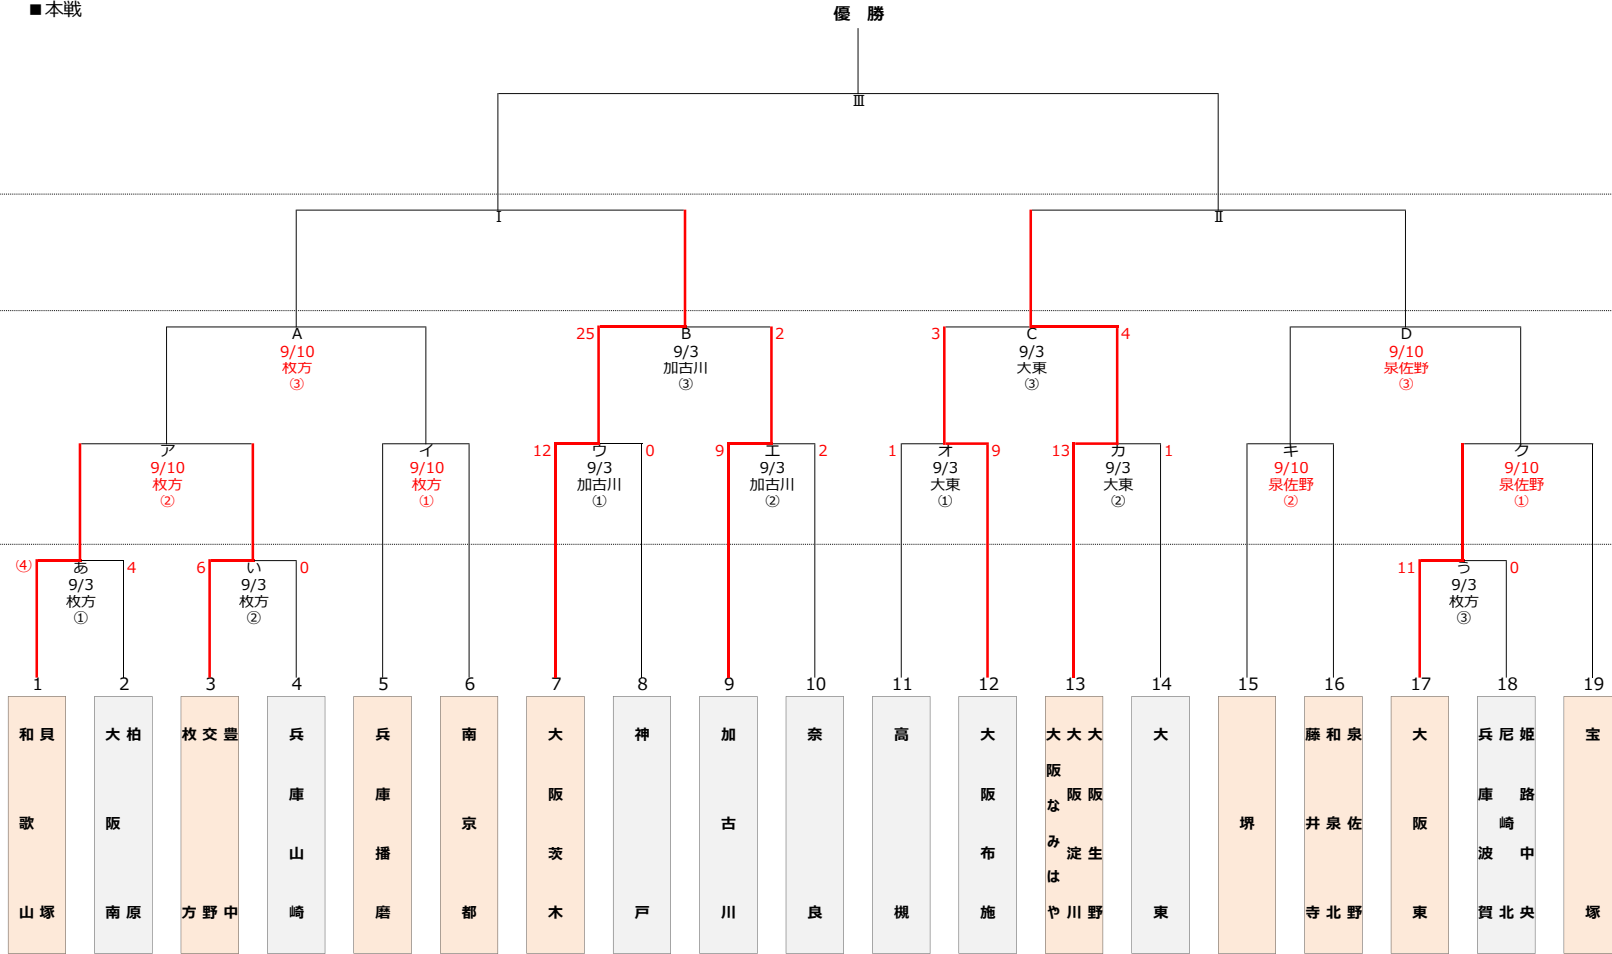 ■ 本戦
優 勝
Ⅲ
Ⅰ
Ⅱ
25 B 2
3 C 4
A
D
9/10
枚方
③
9/3
加古川
③
9/3
大東
③
9/10
泉佐野
③
ア
イ
12 ウ 0
9 エ 2
1 オ 9
13 カ 1
キ
ク
9/10
枚方
②
9/10
枚方
①
9/3
加古川
①
9/3
加古川
②
9/3
大東
①
9/3
大東
②
9/10
泉佐野
②
9/10
泉佐野
①
④ あ 4
6 い 0
11 う 0
9/3
枚方
①
9/3
枚方
②
9/3
枚方
③
1 2 3 4 5 6 7 8 9 10 11 12 13 14 15 16 17 18 19
貝塚
和歌山
柏原
大阪南
豊中
交野
枚方
兵庫山崎
兵庫播磨
南京都
大阪茨木
神戸
加古川
奈良
高槻
大阪布施
大阪生野
大阪淀川
大阪なみはや
大東
堺
泉佐野
和泉北
藤井寺
大阪東
姫路中央
尼崎北
兵庫波賀
宝塚